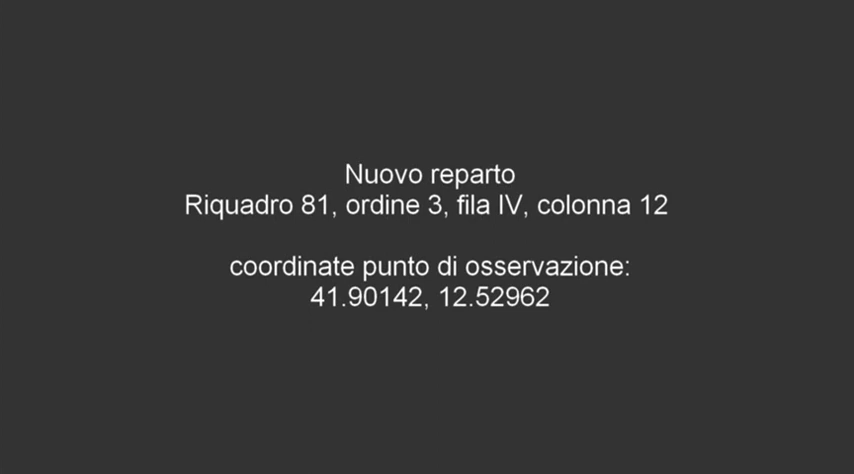 Nuovo reparto
Riquadro 81, ordine 3, fila IV, colonna 12
coordinate punto di osservazione:
41.90142, 12.52962